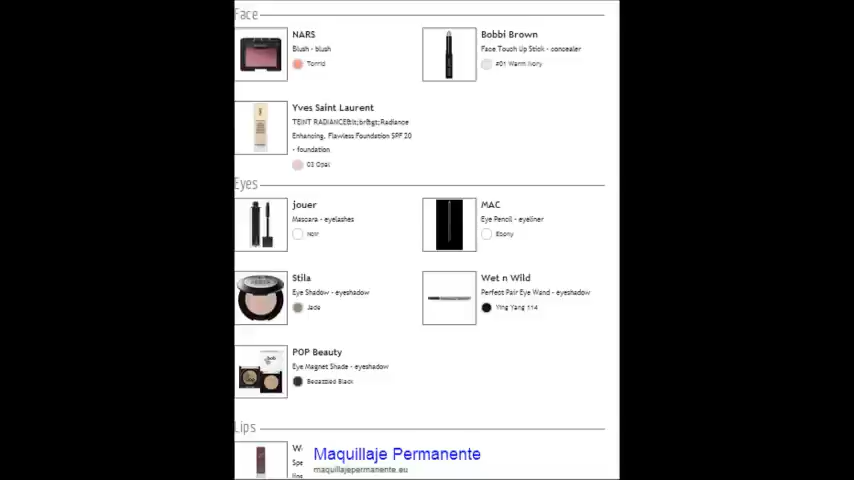 Face
NARS
Blush - blush
Torrid
Bobbi Brown
Face Touch Up Stick - concealer
#01 Warm Ivory
Yves Saint Laurent
TEINT RADIANCE&lt;br&gt;Radiance
Enhancing, Flawless Foundation SPF 20
- foundation
03 Opal
Eyes
jouer
Mascara - eyelashes
Noir
MAC
Eye Pencil - eyeliner
Ebony
Stila
Eye Shadow - eyeshadow
Jade
Wet n Wild
Perfect Pair Eye Wand - eyeshadow
Ying Yang 114
POP Beauty
Eye Magnet Shade - eyeshadow
Bedazzled Black
Lips
Maquillaje Permanente
maquillajepermanente.eu